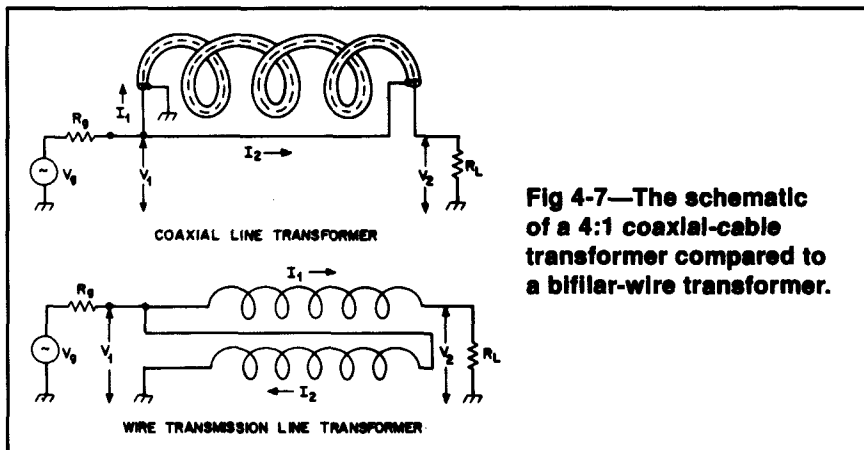 I1
Rg
I2
Vg
V1
V2
RL
COAXIAL LINE TRANSFORMER
Fig 4-7—The schematic
of a 4:1 coaxial-cable
transformer compared to
a bifilar-wire transformer.
I1
Rg
Vg
V1
V2
RL
I2
WIRE TRANSMISSION LINE TRANSFORMER